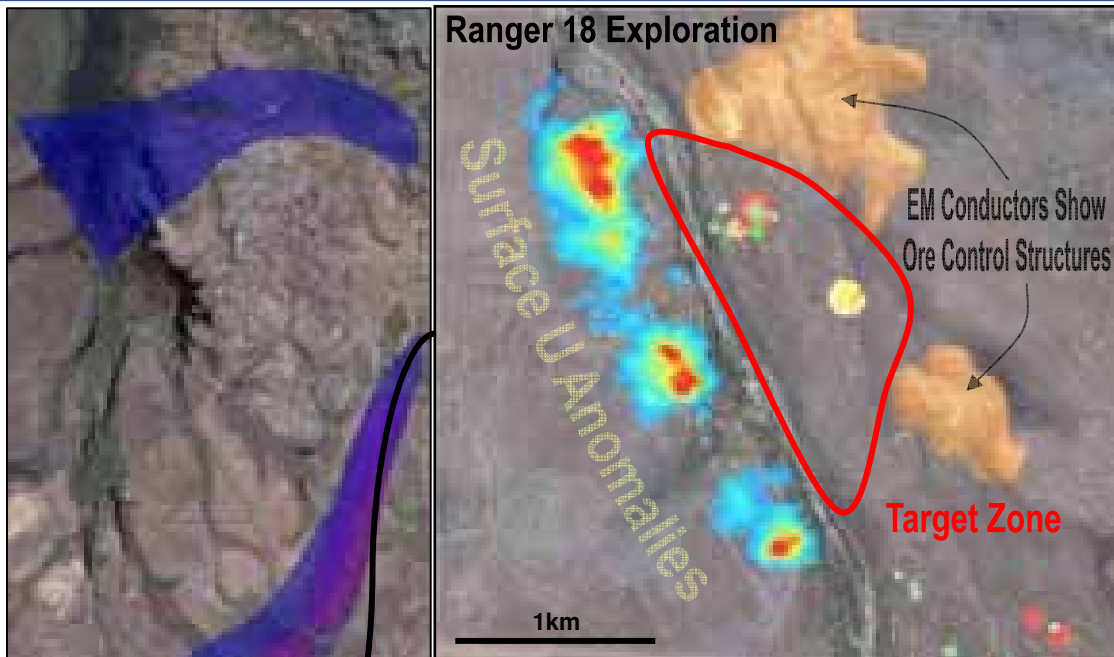 Ranger 18 Exploration
Surface U Anomalies
EM Conductors Show
Ore Control Structures
Target Zone
1km